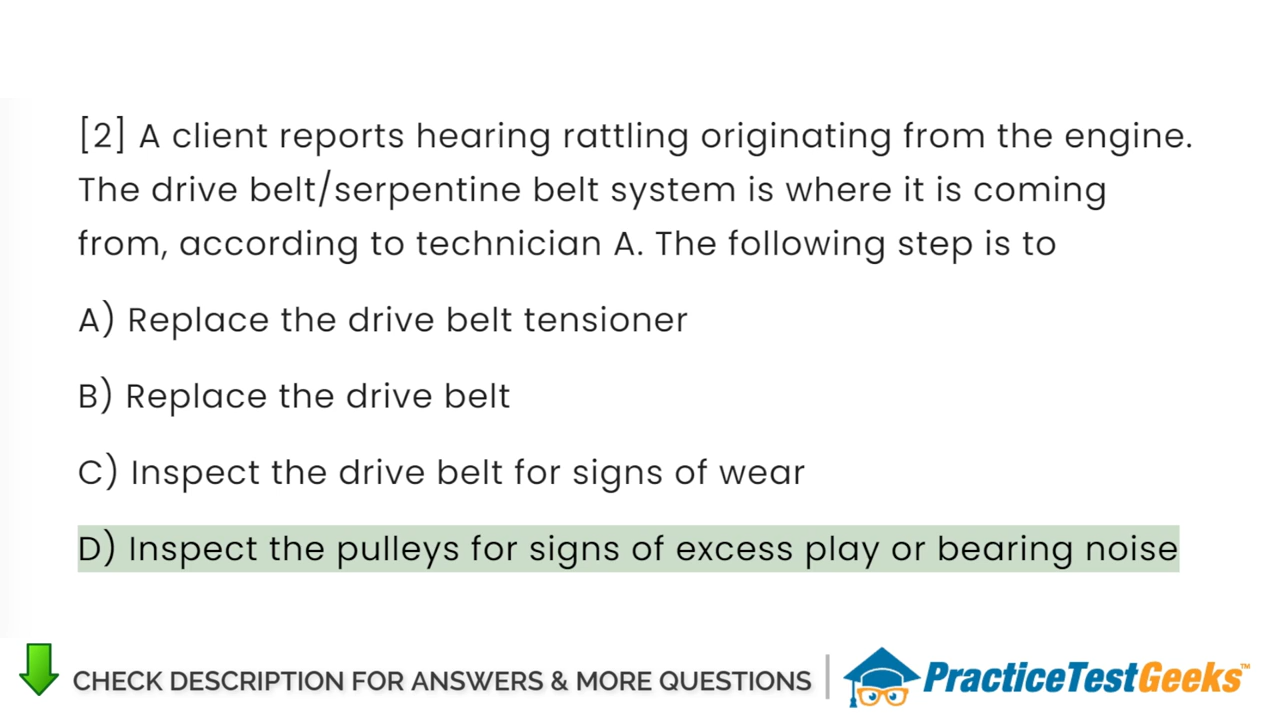 [2] A client reports hearing rattling originating from the engine.
The drive belt/serpentine belt system is where it is coming
from, according to technician A. The following step is to
A) Replace the drive belt tensioner
B) Replace the drive belt
C) Inspect the drive belt for signs of wear
D) Inspect the pulleys for signs of excess play or bearing noise
CHECK DESCRIPTION FOR ANSWERS & MORE QUESTIONS | PracticeTestGeeks™